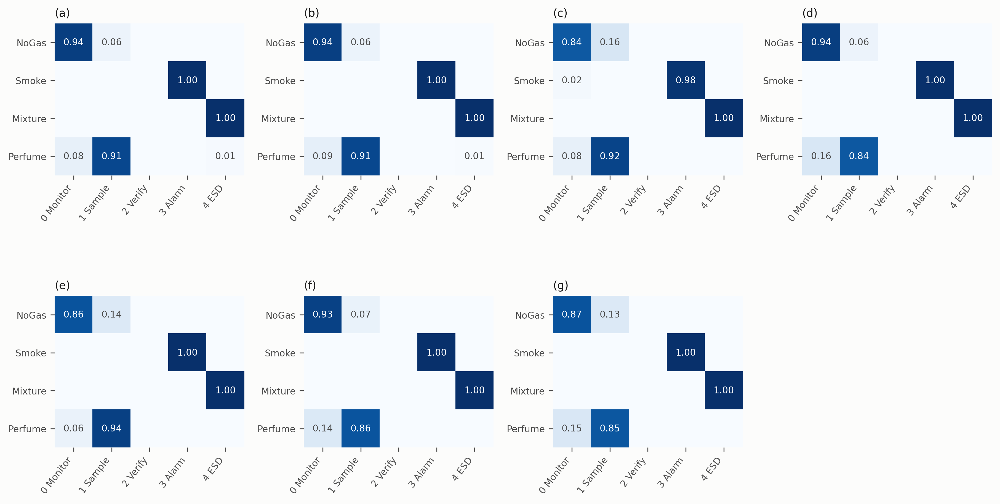 (a) (b) (c) (d)
NoGas 0.94 0.06 NoGas 0.94 0.06 NoGas 0.84 0.16 NoGas 0.94 0.06
Smoke 1.00 Smoke 1.00 Smoke 0.02 0.98 Smoke 1.00
Mixture 1.00 Mixture 1.00 Mixture 1.00 Mixture 1.00
Perfume 0.08 0.91 0.01 Perfume 0.09 0.91 0.01 Perfume 0.08 0.92 Perfume 0.16 0.84
0 Monitor 1 Sample 2 Verify 3 Alarm 4 ESD 0 Monitor 1 Sample 2 Verify 3 Alarm 4 ESD 0 Monitor 1 Sample 2 Verify 3 Alarm 4 ESD 0 Monitor 1 Sample 2 Verify 3 Alarm 4 ESD
(e) (f) (g)
NoGas 0.86 0.14 NoGas 0.93 0.07 NoGas 0.87 0.13
Smoke 1.00 Smoke 1.00 Smoke 1.00
Mixture 1.00 Mixture 1.00 Mixture 1.00
Perfume 0.06 0.94 Perfume 0.14 0.86 Perfume 0.15 0.85
0 Monitor 1 Sample 2 Verify 3 Alarm 4 ESD 0 Monitor 1 Sample 2 Verify 3 Alarm 4 ESD 0 Monitor 1 Sample 2 Verify 3 Alarm 4 ESD